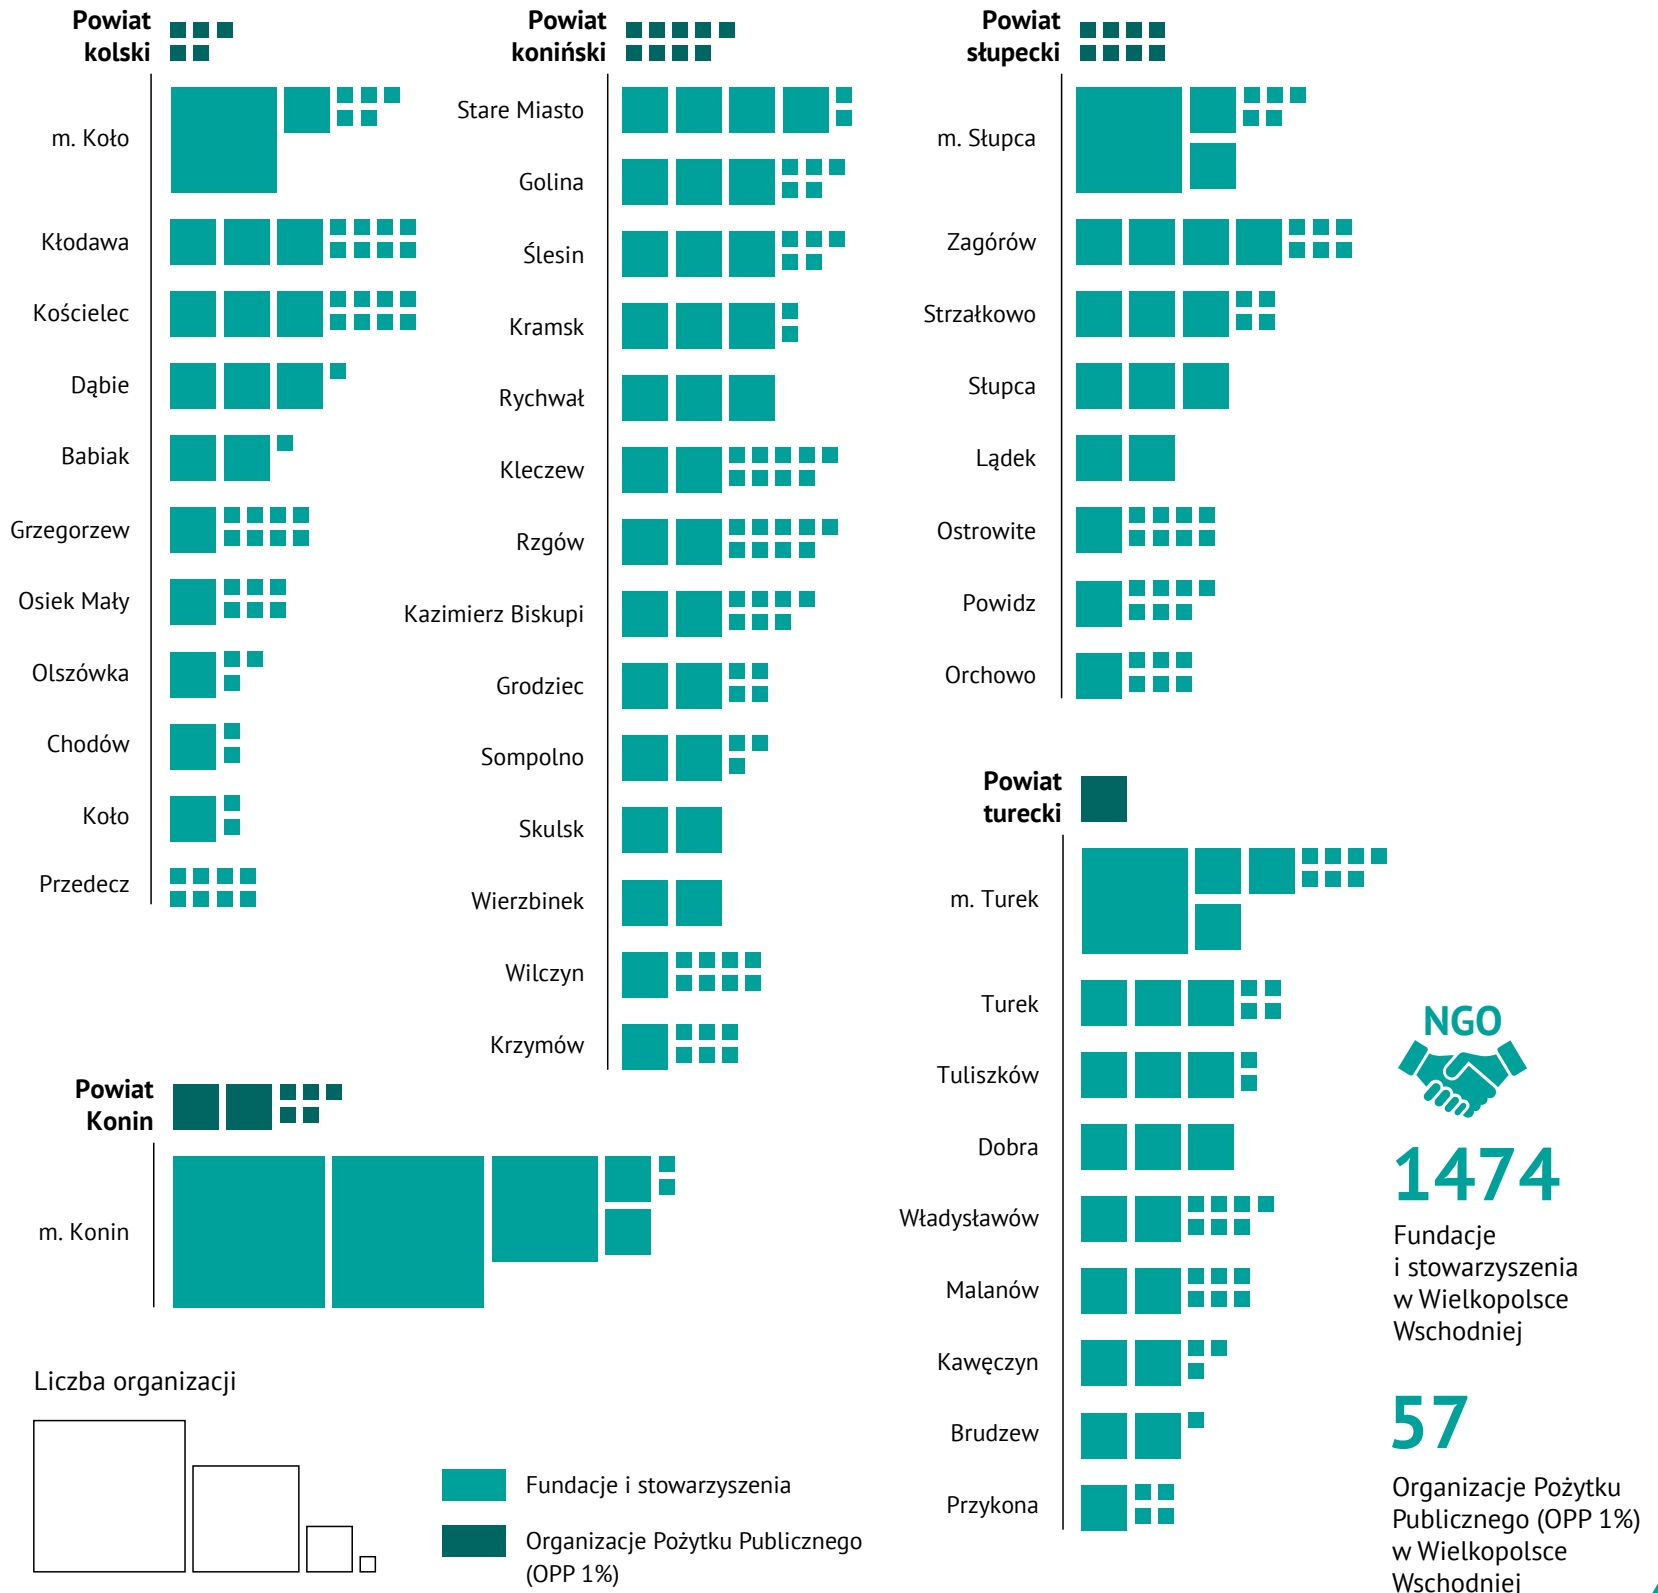 Powiat
kolski
m. Koło
Kłodawa
Kościelec
Dąbie
Babiak
Grzegorzew
Osiek Mały
Olszówka
Chodów
Koło
Przedecz
Powiat
koniński
Stare Miasto
Golina
Ślesin
Kramsk
Rychwał
Kleczew
Rzgów
Kazimierz Biskupi
Grodziec
Sompolno
Skulsk
Wierzbinek
Wilczyn
Krzymów
Powiat
słupecki
m. Słupca
Zagórów
Strzałkowo
Słupca
Lądek
Ostrowite
Powidz
Orchowo
Powiat
turecki
m. Turek
Turek
Tuliszków
Dobra
Władysławów
Malanów
Kawęczyn
Brudzew
Przykona
Powiat
Konin
m. Konin
Liczba organizacji
Fundacje i stowarzyszenia
Organizacje Pożytku Publicznego
(OPP 1%)
NGO
1474
Fundacje
i stowarzyszenia
w Wielkopolsce
Wschodniej
57
Organizacje Pożytku
Publicznego (OPP 1%)
w Wielkopolsce
Wschodniej